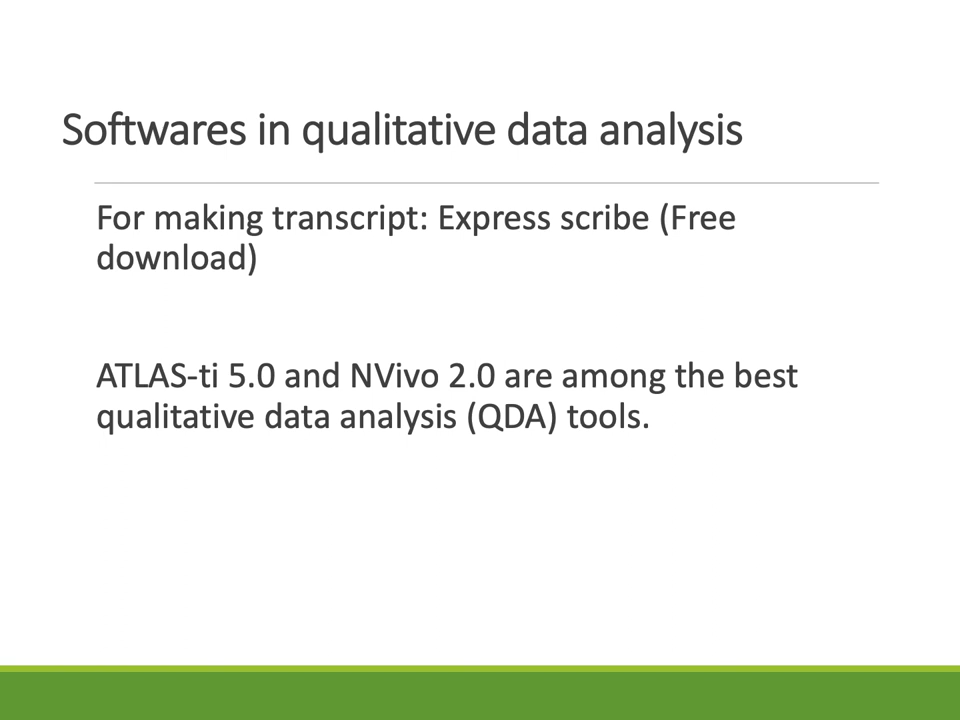 Softwares in qualitative data analysis
For making transcript: Express scribe (Free
download)
ATLAS-ti 5.0 and NVivo 2.0 are among the best
qualitative data analysis (QDA) tools.